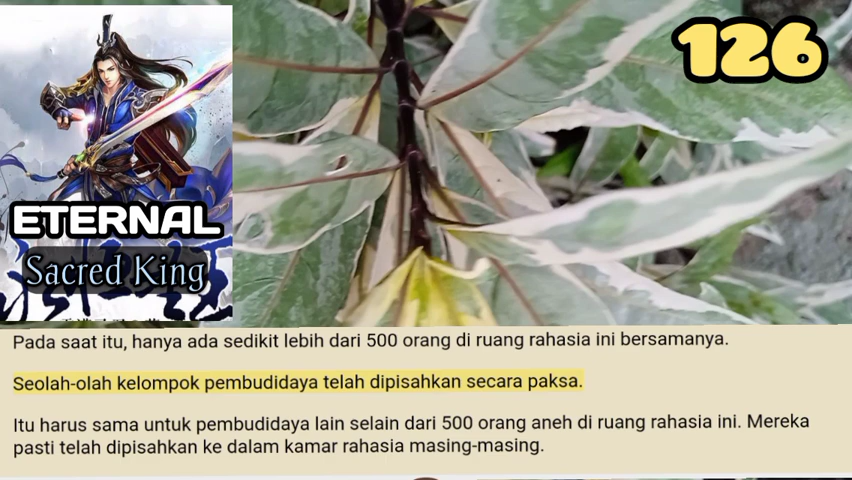 126
ETERNAL
Sacred King
Pada saat itu, hanya ada sedikit lebih dari 500 orang di ruang rahasia ini bersamanya.
Seolah-olah kelompok pembudidaya telah dipisahkan secara paksa.
Itu harus sama untuk pembudidaya lain selain dari 500 orang aneh di ruang rahasia ini. Mereka
pasti telah dipisahkan ke dalam kamar rahasia masing-masing.